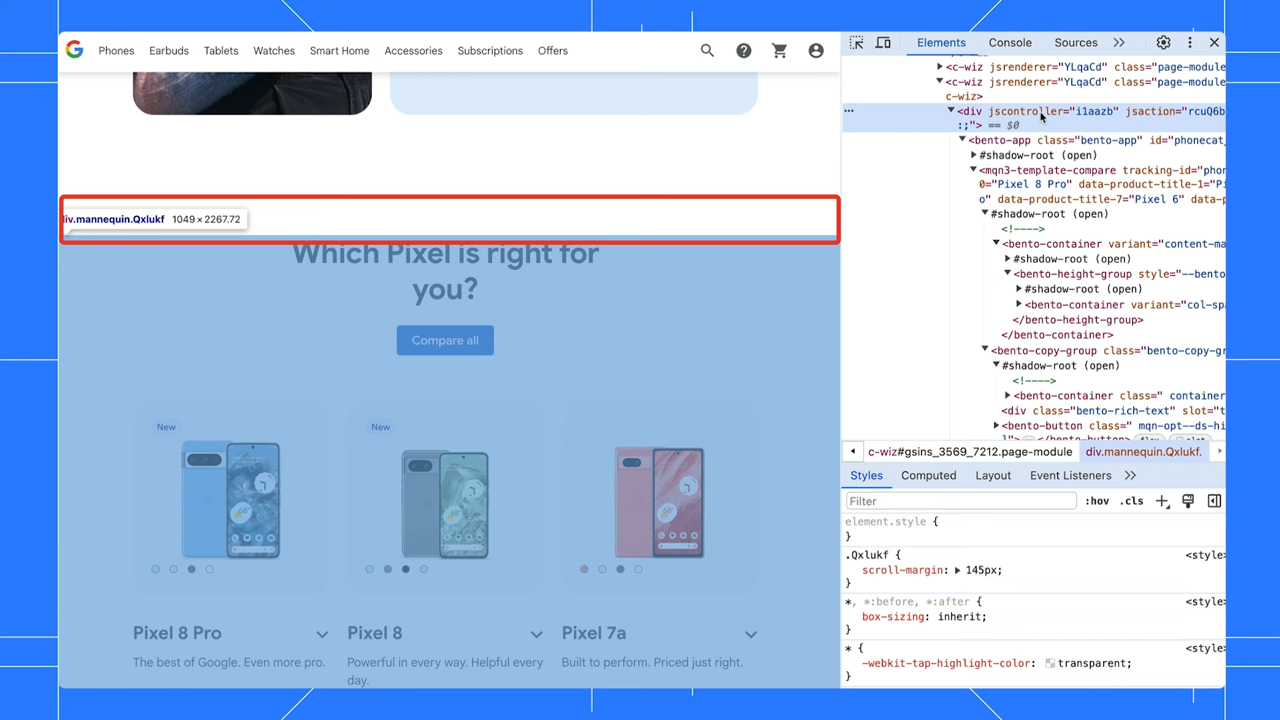 Phones Earbuds Tablets Watches Smart Home Accessories Subscriptions Offers
div.mannequin.Qxlukf 1049 × 2267.72
Which Pixel is right for
you?
Compare all
New
New
Pixel 8 Pro
The best of Google. Even more pro.
Pixel 8
Powerful in every way. Helpful every
day.
Pixel 7a
Built to perform. Priced just right.
Elements Console Sources
<c-wiz jsrenderer="YLqaCd" class="page-module
<c-wiz jsrenderer="YLqaCd" class="page-module
c-wiz>
<div jscontroller="i1aazb" jsaction="rcuQ6b
:;"> == $0
<bento-app class="bento-app" id="phonecat_
#shadow-root (open)
<mqn3-template-compare tracking-id="phon
0="Pixel 8 Pro" data-product-title-1="Pi
o" data-product-title-7="Pixel 6" data-p
#shadow-root (open)
<!---->
<bento-container variant="content-ma
#shadow-root (open)
<bento-height-group style="--bento
#shadow-root (open)
<bento-container variant="col-spa
</bento-height-group>
</bento-container>
<bento-copy-group class="bento-copy-gr
#shadow-root (open)
<!---->
<bento-container class=" container
<div class="bento-rich-text" slot="t
<bento-button class=" mqn-opt--ds-hi
c-wiz#gsins_3569_7212.page-module div.mannequin.Qxlukf.
Styles Computed Layout Event Listeners
Filter :hov .cls
element.style {
}
.Qxlukf { <style>
scroll-margin: 145px;
}
*, *:before, *:after { <style>
box-sizing: inherit;
}
* { <style>
-webkit-tap-highlight-color: transparent;
}